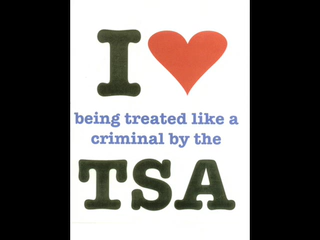 I ♥
being treated like a
criminal by the
TSA